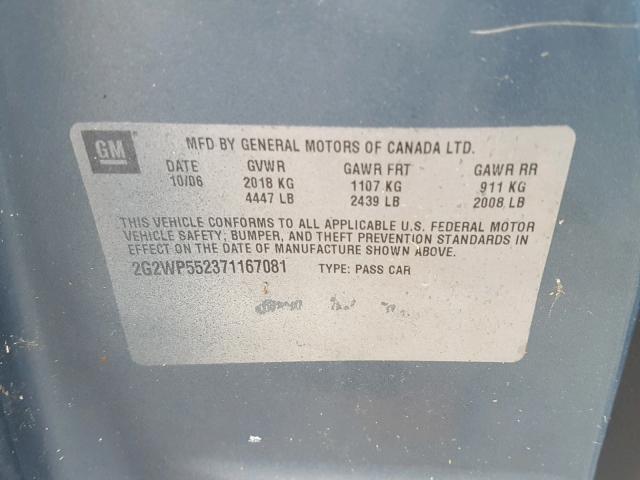 GM
MFD BY GENERAL MOTORS OF CANADA LTD.
DATE GVWR GAWR FRT GAWR RR
10/06 2018 KG 1107 KG 911 KG
4447 LB 2439 LB 2008 LB
THIS VEHICLE CONFORMS TO ALL APPLICABLE U.S. FEDERAL MOTOR
VEHICLE SAFETY, BUMPER, AND THEFT PREVENTION STANDARDS IN
EFFECT ON THE DATE OF MANUFACTURE SHOWN ABOVE.
2G2WP552371167081 TYPE: PASS CAR